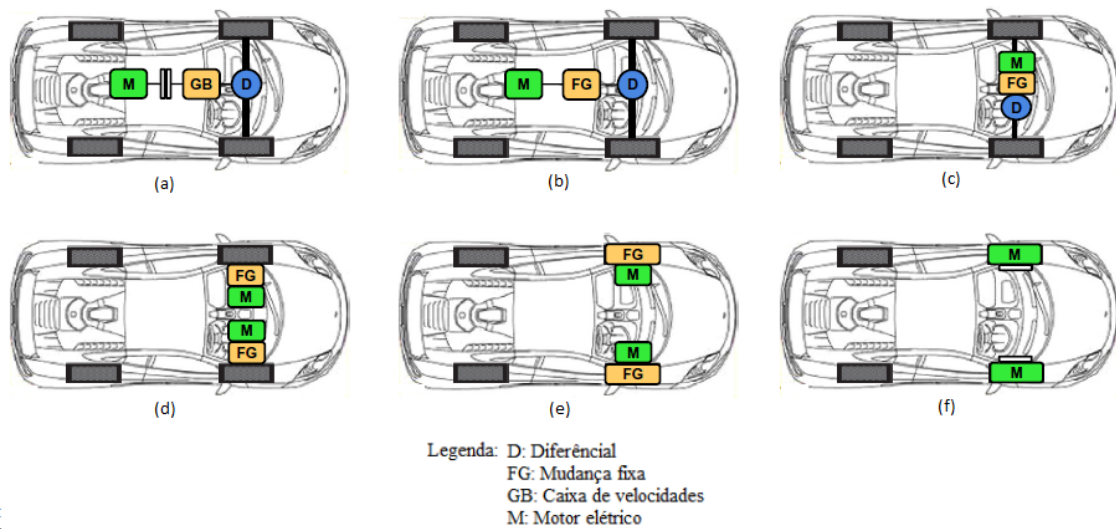 M GB D
(a)
M FG D
(b)
M
FG
D
(c)
FG
M
M
FG
(d)
FG
M
M
FG
(e)
M
M
(f)
Legenda: D: Diferêncial
FG: Mudança fixa
GB: Caixa de velocidades
M: Motor elétrico